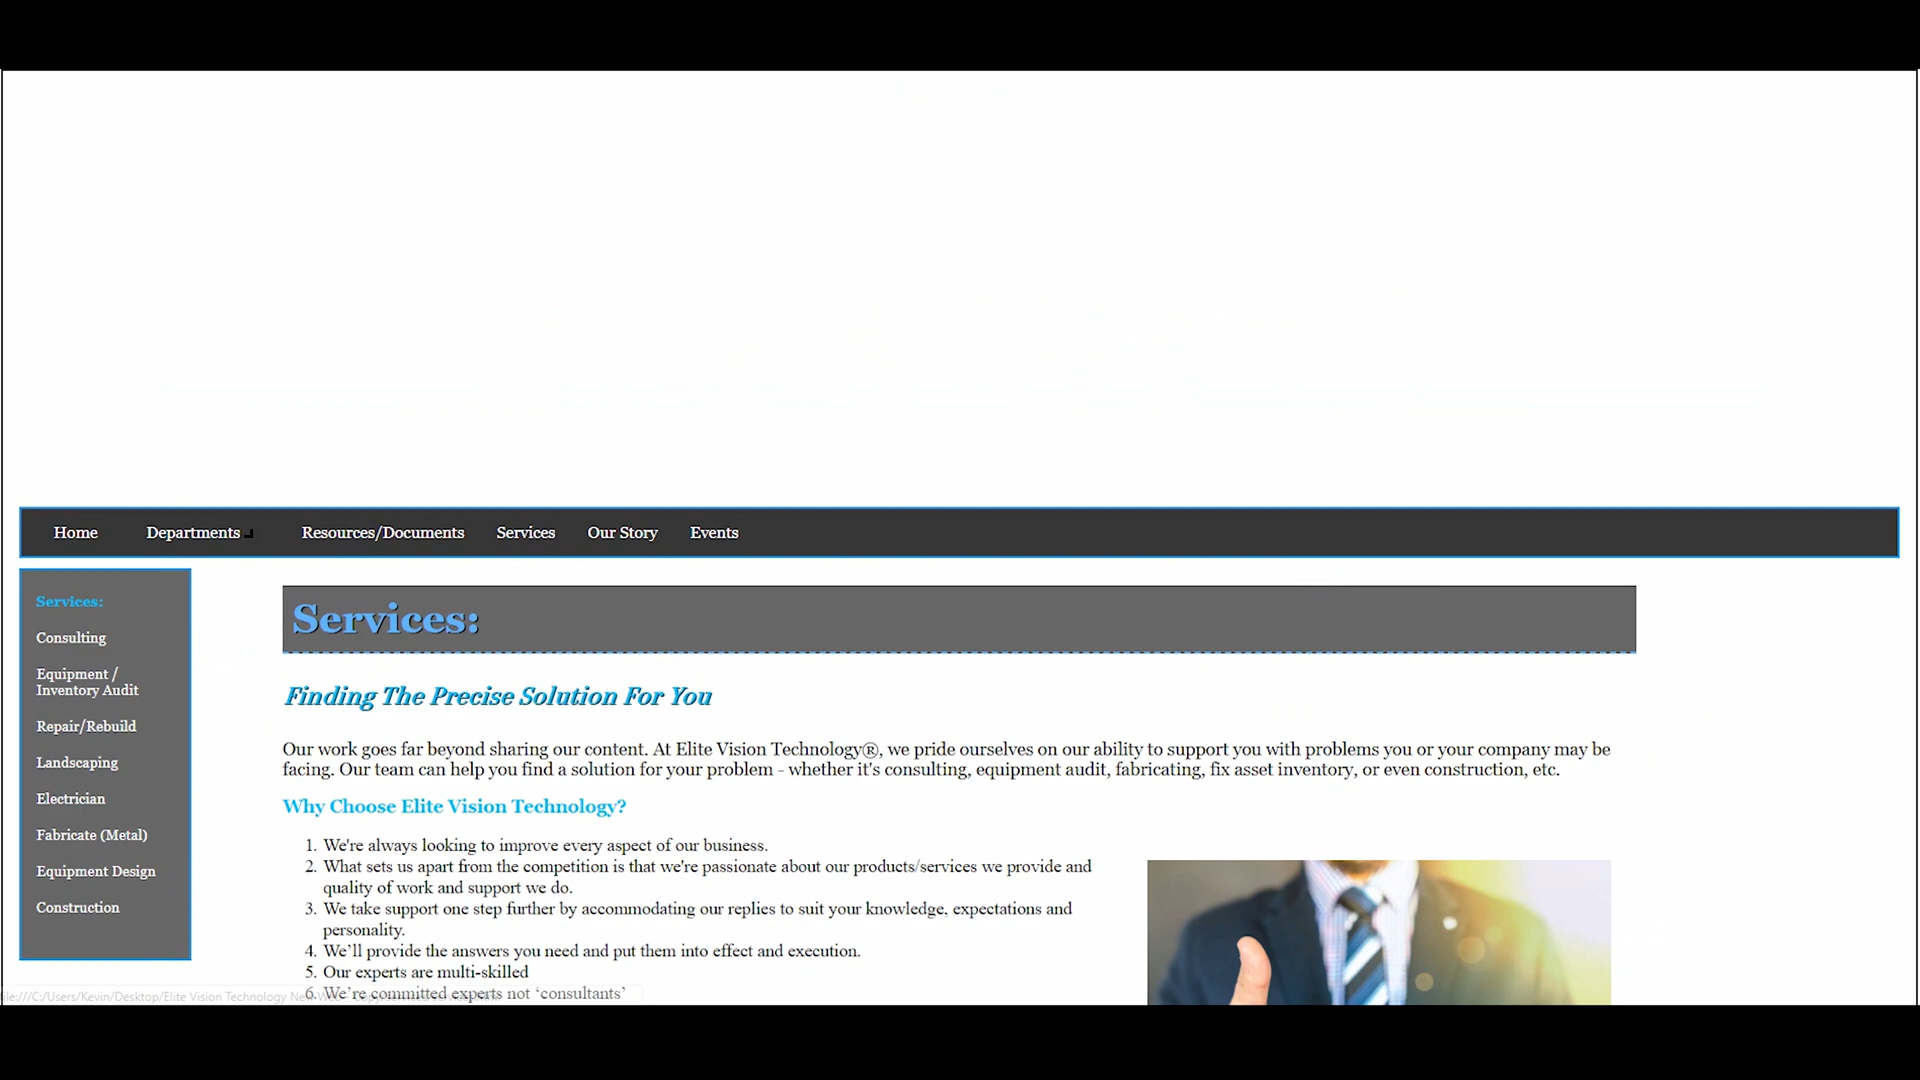 Home Departments Resources/Documents Services Our Story Events
Services:
Consulting
Equipment /
Inventory Audit
Repair/Rebuild
Landscaping
Electrician
Fabricate (Metal)
Equipment Design
Construction
Services:
Finding The Precise Solution For You
Our work goes far beyond sharing our content. At Elite Vision Technology®, we pride ourselves on our ability to support you with problems you or your company may be
facing. Our team can help you find a solution for your problem - whether it's consulting, equipment audit, fabricating, fix asset inventory, or even construction, etc.
Why Choose Elite Vision Technology?
1. We're always looking to improve every aspect of our business.
2. What sets us apart from the competition is that we're passionate about our products/services we provide and
quality of work and support we do.
3. We take support one step further by accommodating our replies to suit your knowledge, expectations and
personality.
4. We’ll provide the answers you need and put them into effect and execution.
5. Our experts are multi-skilled
6. We’re committed experts not ‘consultants’
file:///C:/Users/Kevin/Desktop/Elite Vision Technology New